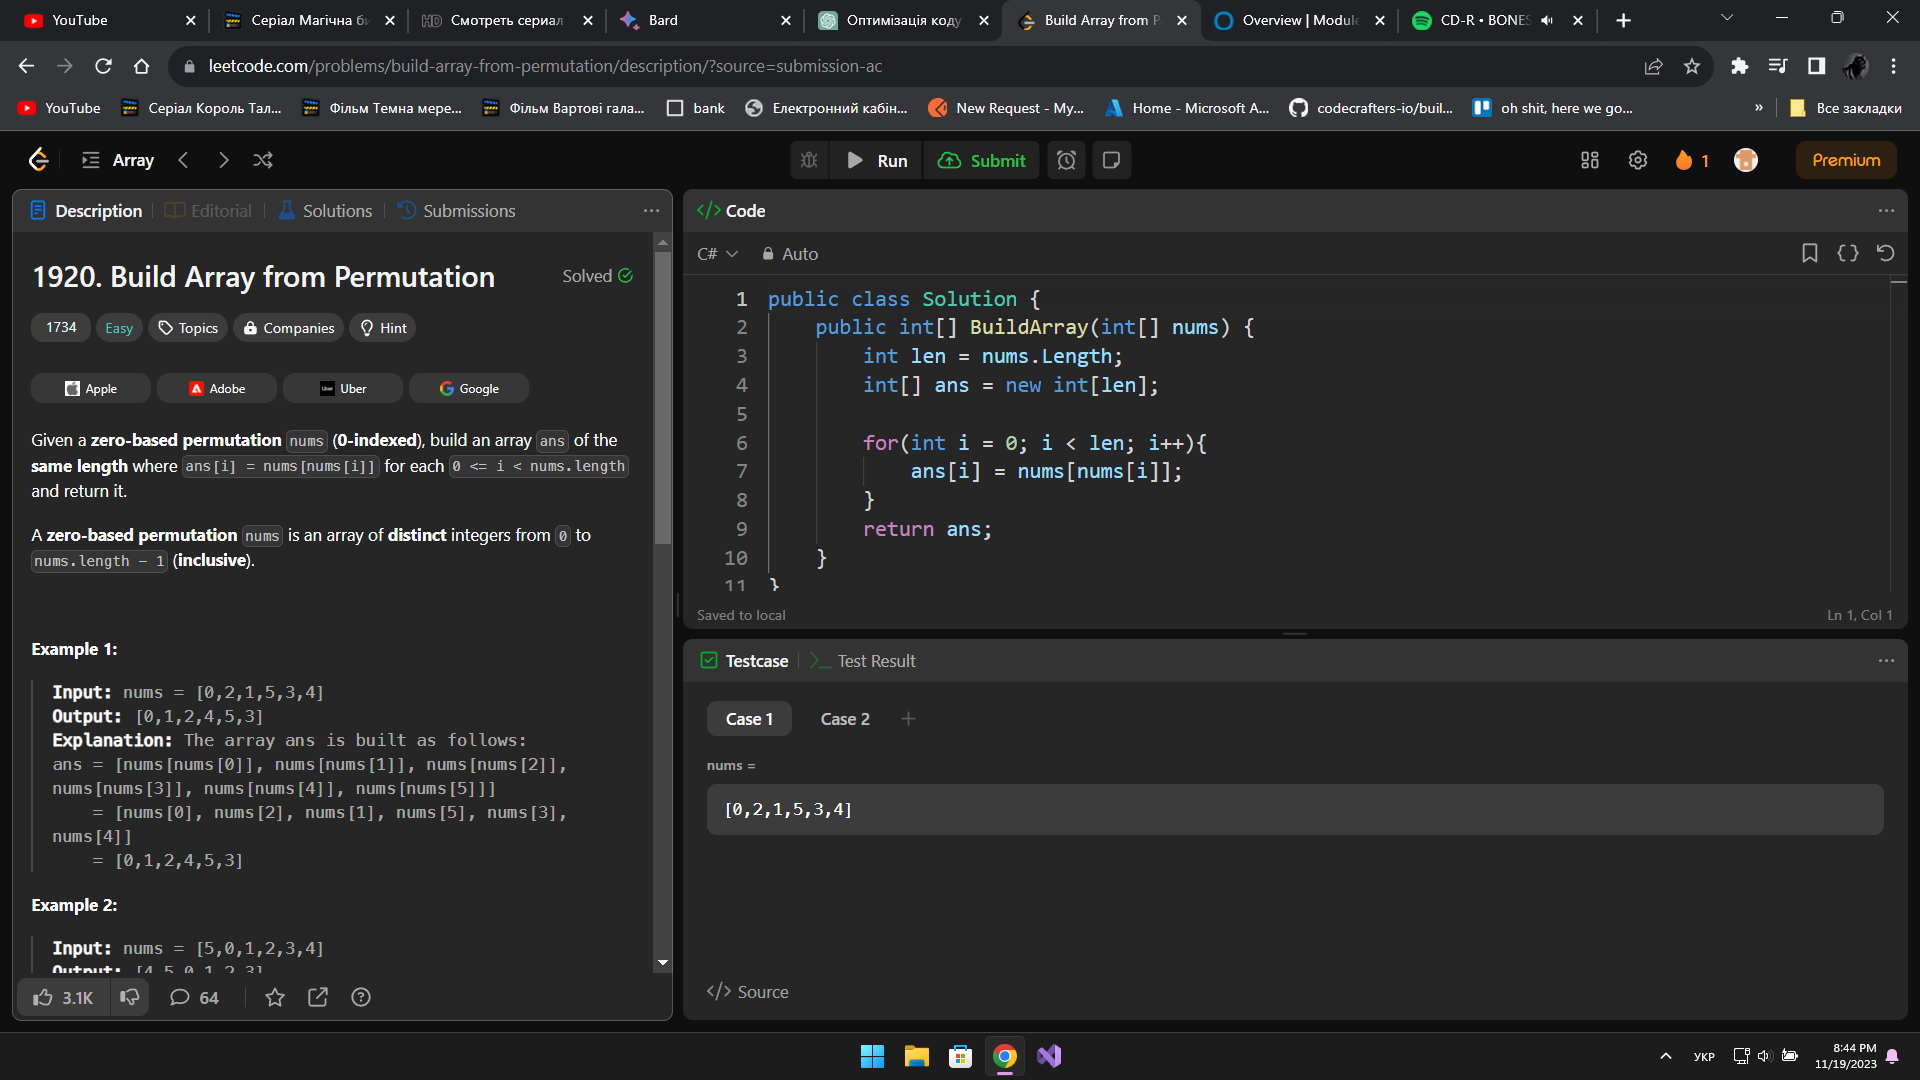 YouTube
Серіал Магічна б
Смотреть сериал
Bard
Оптимізація коду
Build Array from P
Overview | Module
CD-R • BONES
leetcode.com/problems/build-array-from-permutation/description/?source=submission-ac
YouTube
Серіал Король Тал...
Фільм Темна мере...
Фільм Вартові гала...
bank
Електронний кабін...
New Request - My...
Home - Microsoft A...
codecrafters-io/buil...
oh shit, here we go...
»
Все закладки
Array
Run
Submit
1
Premium
Description
Editorial
Solutions
Submissions
1920. Build Array from Permutation
Solved
1734
Easy
Topics
Companies
Hint
Apple
Adobe
Uber
Google
Given a zero-based permutation nums (0-indexed), build an array ans of the
same length where ans[i] = nums[nums[i]] for each 0 <= i < nums.length
and return it.
A zero-based permutation nums is an array of distinct integers from 0 to
nums.length - 1 (inclusive).
Example 1:
Input: nums = [0,2,1,5,3,4]
Output: [0,1,2,4,5,3]
Explanation: The array ans is built as follows:
ans = [nums[nums[0]], nums[nums[1]], nums[nums[2]],
nums[nums[3]], nums[nums[4]], nums[nums[5]]]
= [nums[0], nums[2], nums[1], nums[5], nums[3],
nums[4]]
= [0,1,2,4,5,3]
Example 2:
Input: nums = [5,0,1,2,3,4]
Output: [4,5,0,1,2,3]
3.1K
64
</> Code
C#
Auto
1 public class Solution {
2 public int[] BuildArray(int[] nums) {
3 int len = nums.Length;
4 int[] ans = new int[len];
5
6 for(int i = 0; i < len; i++){
7 ans[i] = nums[nums[i]];
8 }
9 return ans;
10 }
11 }
Saved to local
Ln 1, Col 1
Testcase
Test Result
Case 1
Case 2
+
nums =
[0,2,1,5,3,4]
</> Source
УКР
8:44 PM
11/19/2023